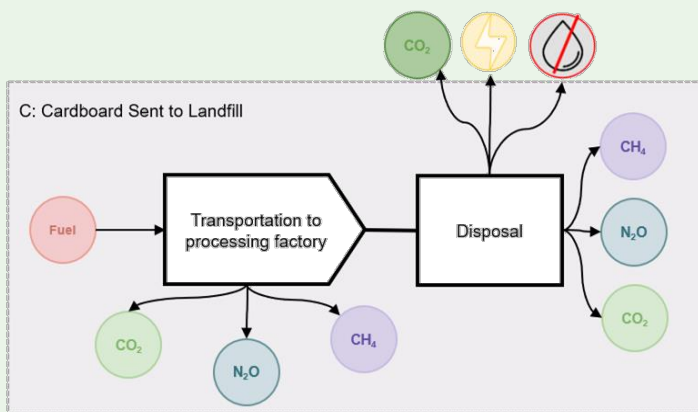 CO₂
C: Cardboard Sent to Landfill
CH₄
Fuel
Transportation to
processing factory
Disposal
N₂O
CO₂
CO₂
N₂O
CH₄